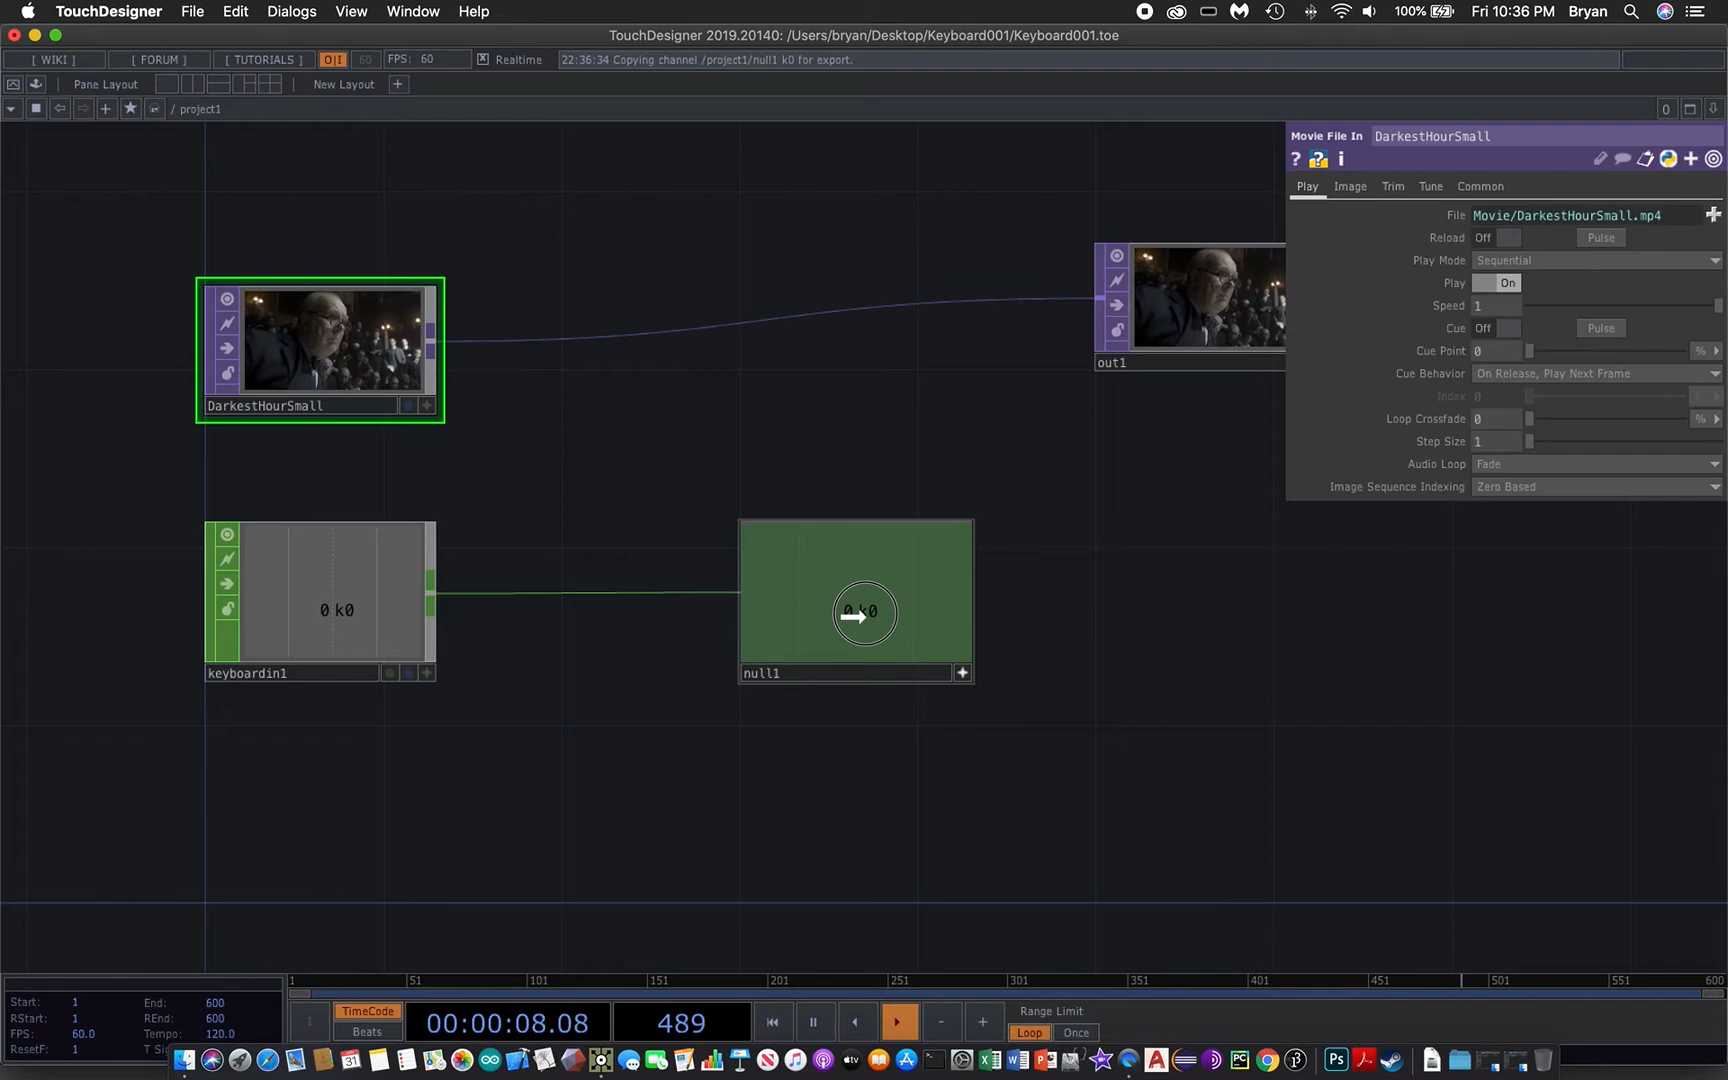 TouchDesigner File Edit Dialogs View Window Help 100% Fri 10:36 PM Bryan
TouchDesigner 2019.20140: /Users/bryan/Desktop/Keyboard001/Keyboard001.toe
[ WIKI ] [ FORUM ] [ TUTORIALS ] O|I 60 FPS: 60 Realtime 22:36:34 Copying channel /project1/null1 k0 for export.
Pane Layout New Layout +
/ project1 0
Movie File In DarkestHourSmall
? ? i
Play Image Trim Tune Common
File Movie/DarkestHourSmall.mp4
Reload Off Pulse
Play Mode Sequential
Play On
Speed 1
Cue Off Pulse
Cue Point 0 %
Cue Behavior On Release, Play Next Frame
Index 0
Loop Crossfade 0 %
Step Size 1
Audio Loop Fade
Image Sequence Indexing Zero Based
out1
DarkestHourSmall
0 k0
keyboardin1
null1
1 51 101 151 201 251 301 351 401 451 501 551 600
Start: 1 End: 600
RStart: 1 REnd: 600
FPS: 60.0 Tempo: 120.0
ResetF: 1 T Sig
TimeCode
Beats
00:00:08.08 489
Range Limit
Loop Once